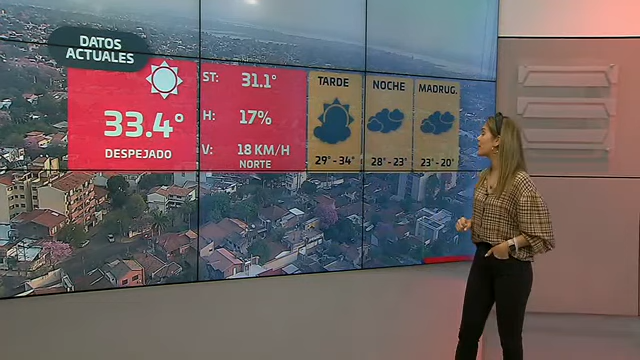 DATOS
ACTUALES
33.4°
DESPEJADO
ST: 31.1°
H: 17%
V: 18 KM/H
NORTE
TARDE
29° - 34°
NOCHE
28° - 23°
MADRUG.
23° - 20°